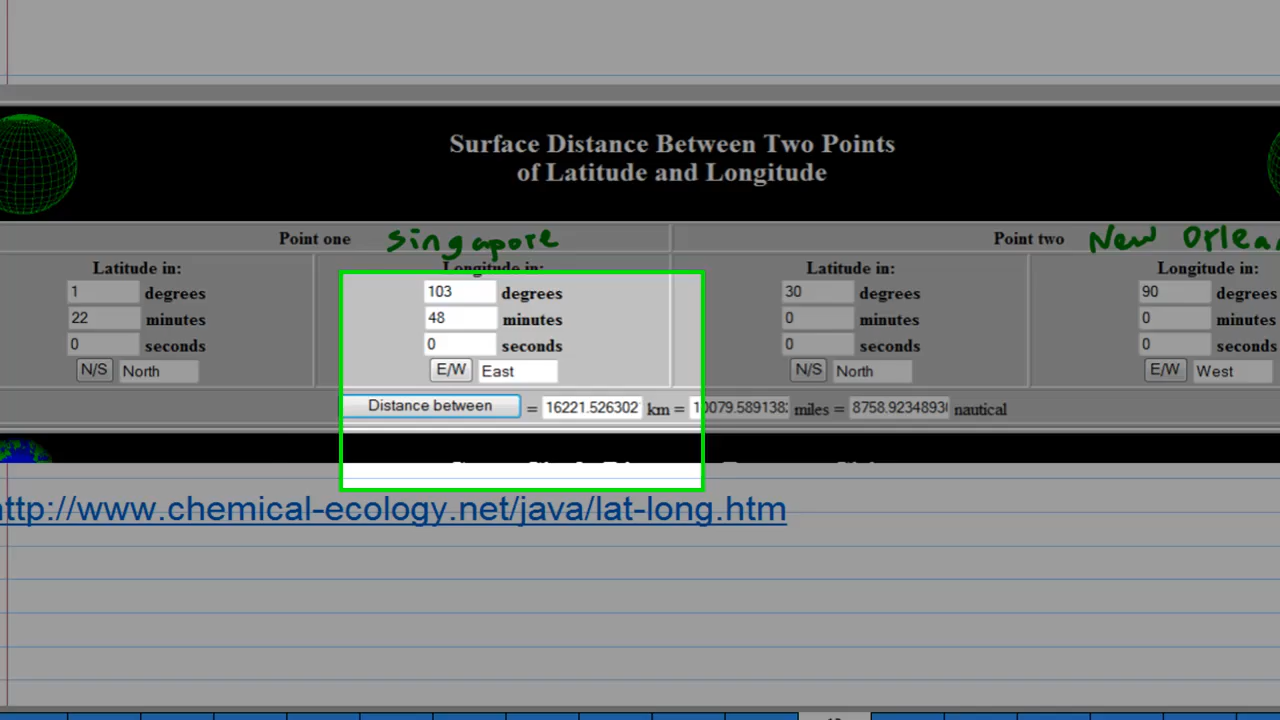 Surface Distance Between Two Points
of Latitude and Longitude
Point one Singapore Point two New
Latitude in: Longitude in: Latitude in: Longitude in:
1 degrees 103 degrees 30 degrees 90 degrees
22 minutes 48 minutes 0 minutes 0 minutes
0 seconds 0 seconds 0 seconds 0 seconds
N/S North E/W East N/S North E/W West
Distance between = 16221.526302 km = 10079.589138 miles = 8758.9234893 nautical
ttp://www.chemical-ecology.net/java/lat-long.htm